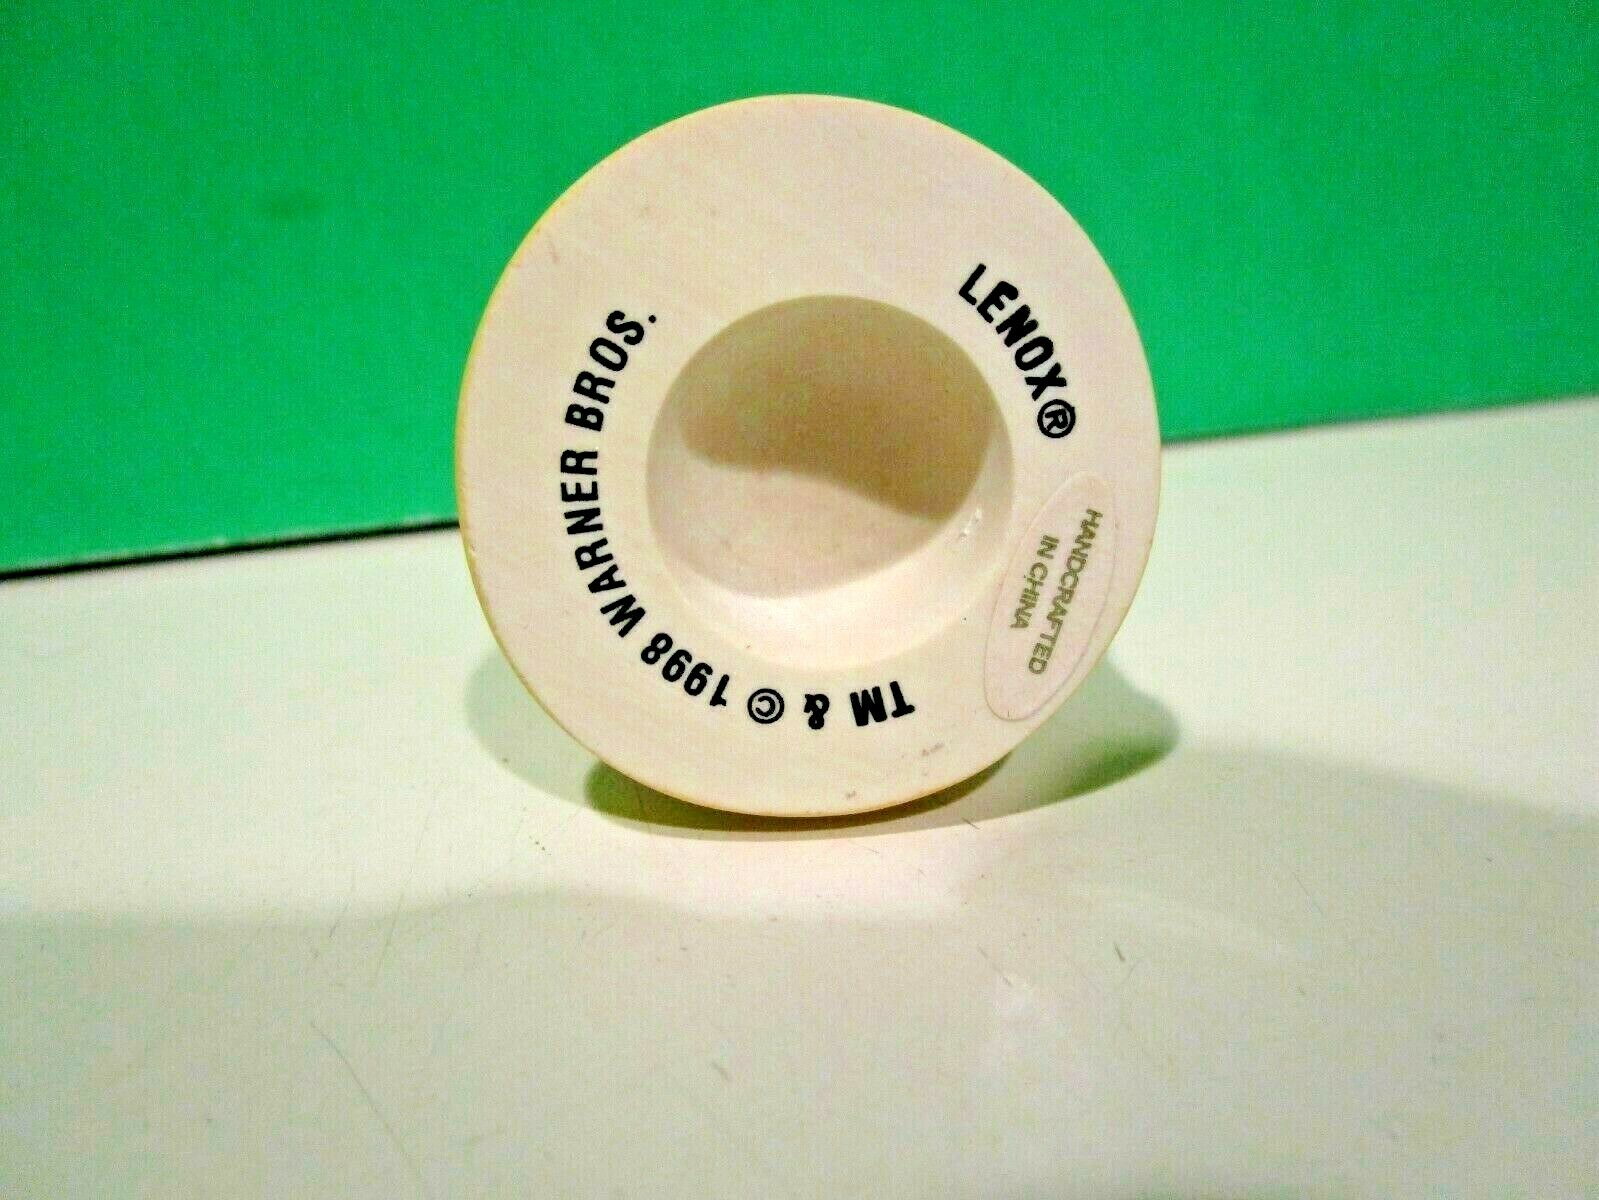 LENOX®
TM & © 1998 WARNER BROS.
HANDCRAFTED
IN CHINA